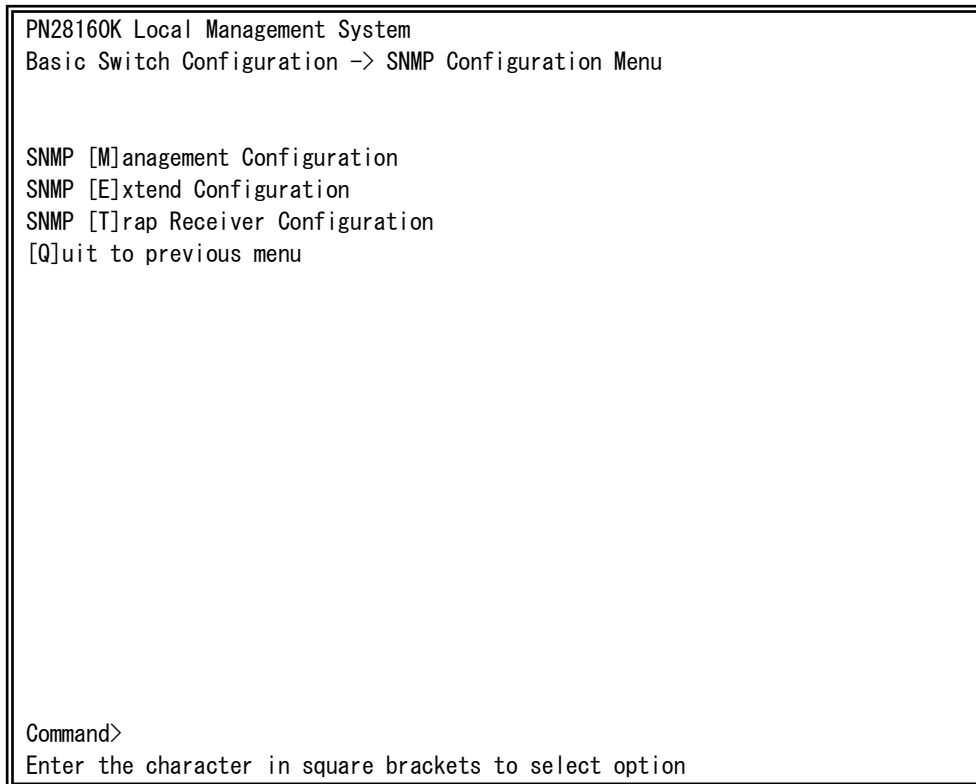 PN28160K Local Management System
Basic Switch Configuration -> SNMP Configuration Menu
SNMP [M]anagement Configuration
SNMP [E]xtend Configuration
SNMP [T]rap Receiver Configuration
[Q]uit to previous menu
Command>
Enter the character in square brackets to select option